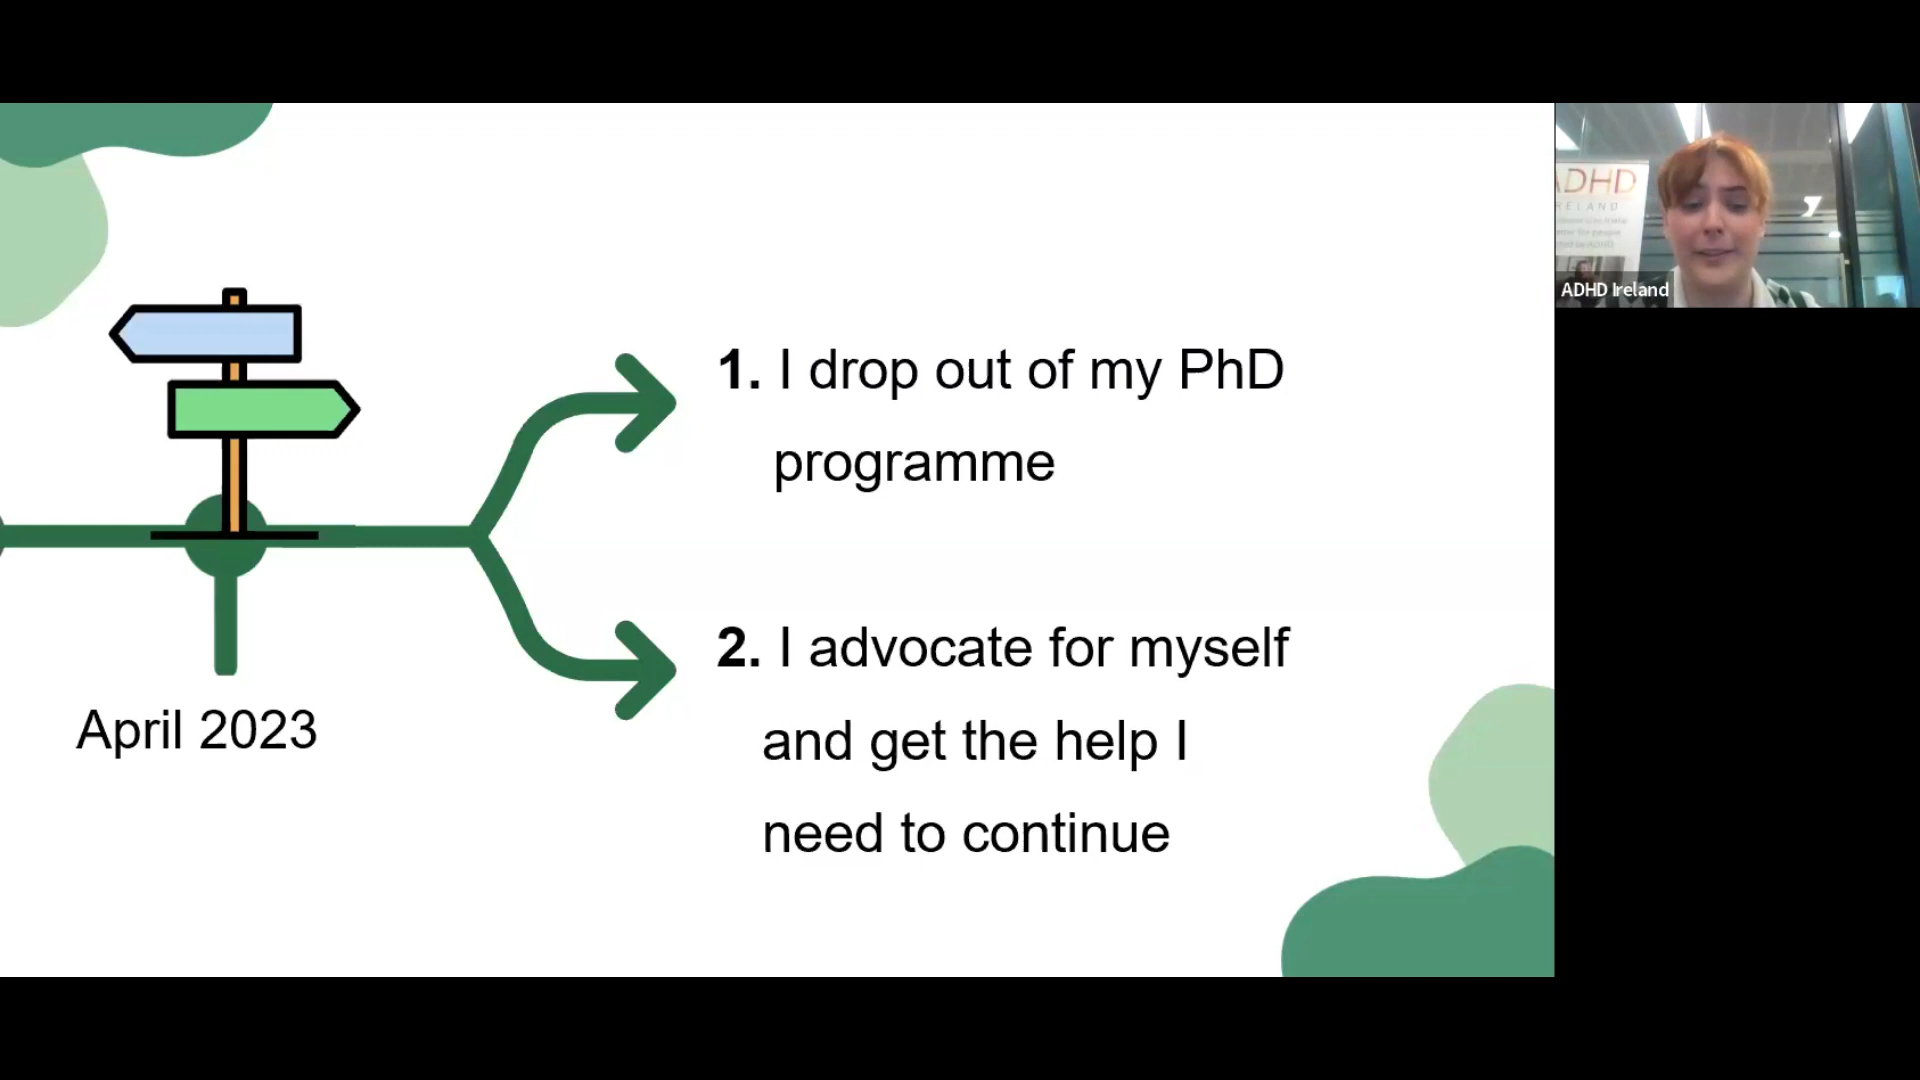 1. I drop out of my PhD
programme
2. I advocate for myself
and get the help I
need to continue
April 2023
ADHD
IRELAND
ADHD Ireland